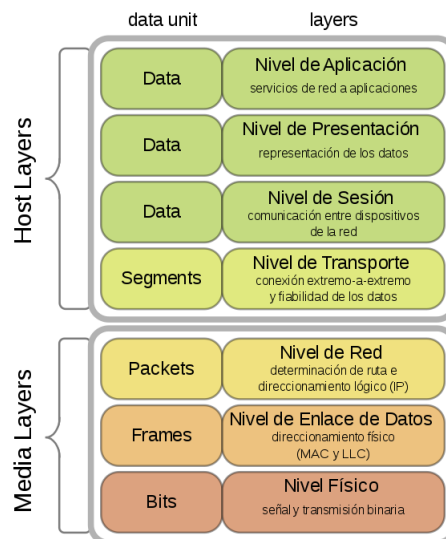 data unit layers
Host Layers
Data Nivel de Aplicación
servicios de red a aplicaciones
Data Nivel de Presentación
representación de los datos
Data Nivel de Sesión
comunicación entre dispositivos
de la red
Segments Nivel de Transporte
conexión extremo-a-extremo
y fiabilidad de los datos
Media Layers
Packets Nivel de Red
determinación de ruta e
direccionamiento lógico (IP)
Frames Nivel de Enlace de Datos
direccionamiento físico
(MAC y LLC)
Bits Nivel Físico
señal y transmisión binaria